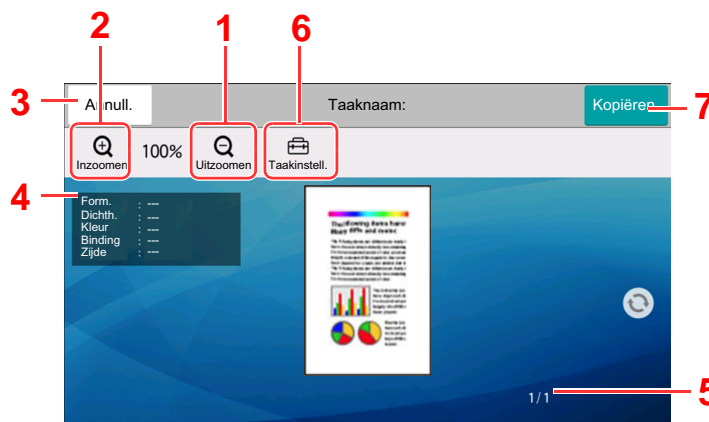 2 1 6
3 Annull. Taaknaam: Kopiëren 7
Inzoomen 100% Uitzoomen Taakinstell.
4
Form. : ---
Dichth. : ---
Kleur : ---
Binding : ---
Zijde : ---
1/1 5